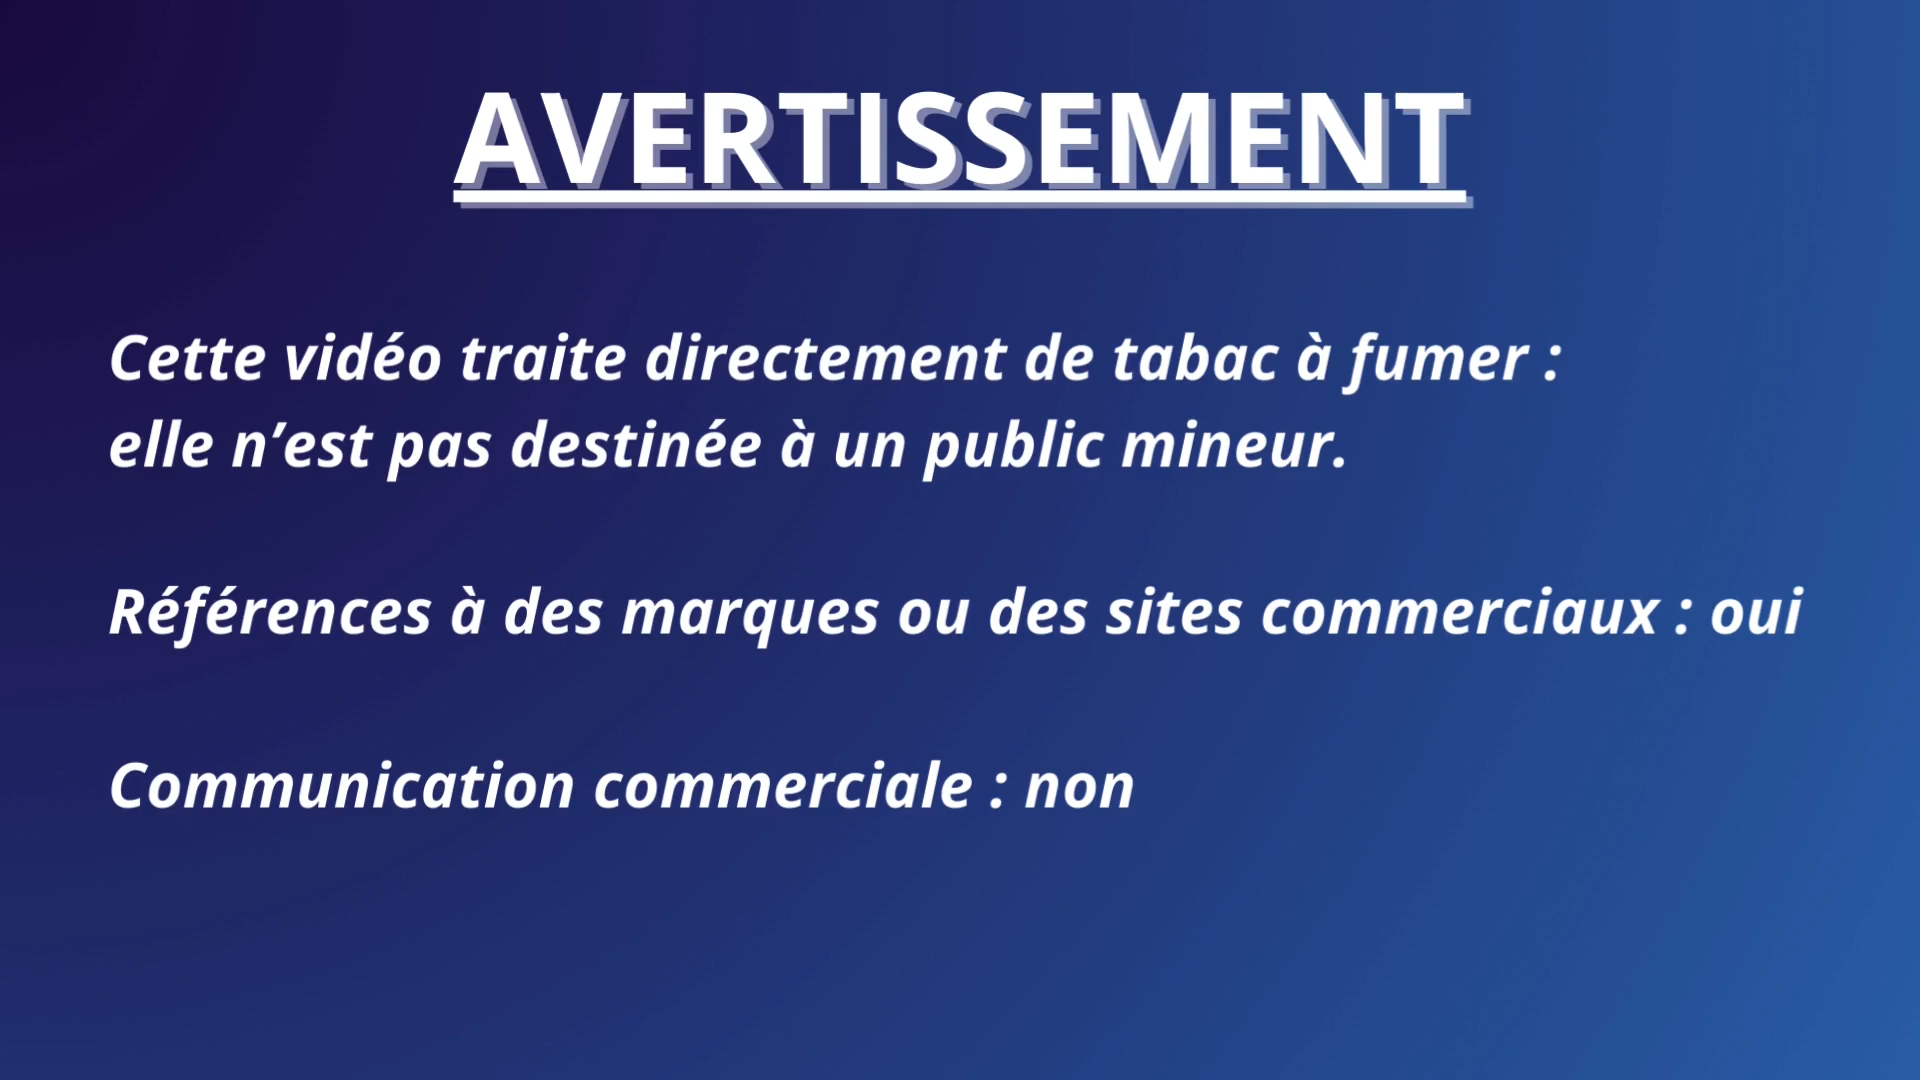 AVERTISSEMENT
Cette vidéo traite directement de tabac à fumer :
elle n’est pas destinée à un public mineur.
Références à des marques ou des sites commerciaux : oui
Communication commerciale : non